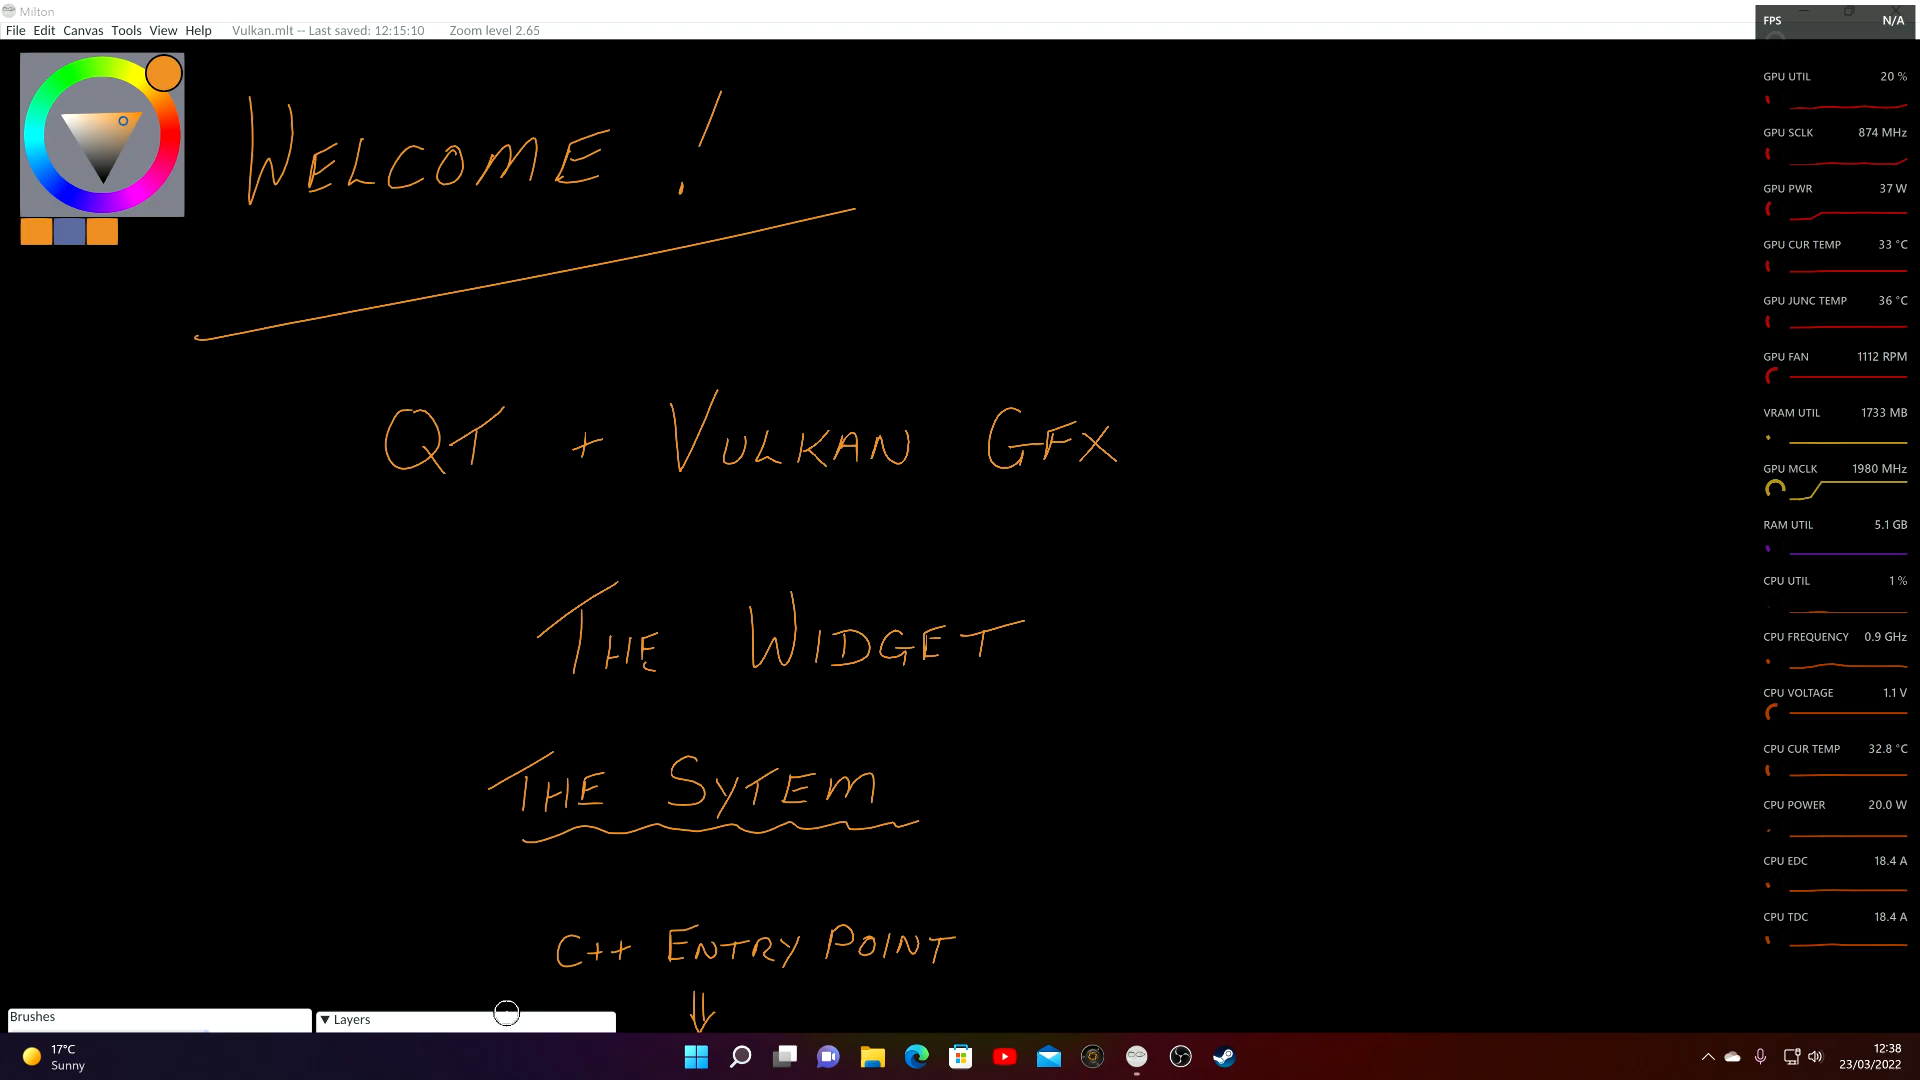 Milton
File Edit Canvas Tools View Help Vulkan.mlt -- Last saved: 12:15:10 Zoom level 2.65
FPS N/A
GPU UTIL 20 %
GPU SCLK 874 MHz
GPU PWR 37 W
GPU CUR TEMP 33 °C
GPU JUNC TEMP 36 °C
GPU FAN 1112 RPM
VRAM UTIL 1733 MB
GPU MCLK 1980 MHz
RAM UTIL 5.1 GB
CPU UTIL 1 %
CPU FREQUENCY 0.9 GHz
CPU VOLTAGE 1.1 V
CPU CUR TEMP 32.8 °C
CPU POWER 20.0 W
CPU EDC 18.4 A
CPU TDC 18.4 A
WELCOME !
QT + VULKAN GFX
THE WIDGET
THE SYTEM
C++ ENTRY POINT
⇓
Brushes
▼ Layers
17°C
Sunny
12:38
23/03/2022